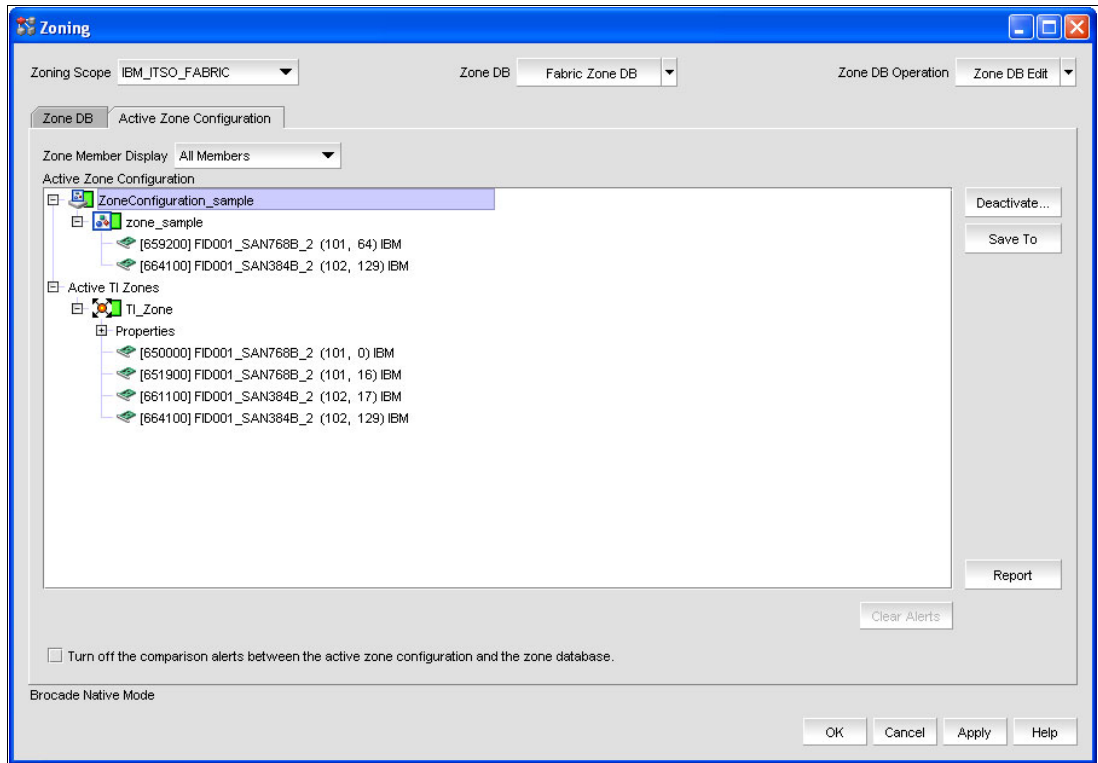 Zoning
Zoning Scope IBM_ITSO_FABRIC Zone DB Fabric Zone DB Zone DB Operation Zone DB Edit
Zone DB Active Zone Configuration
Zone Member Display All Members
Active Zone Configuration
ZoneConfiguration_sample Deactivate...
zone_sample
[659200] FID001_SAN768B_2 (101, 64) IBM Save To
[664100] FID001_SAN384B_2 (102, 129) IBM
Active TI Zones
TI_Zone
Properties
[650000] FID001_SAN768B_2 (101, 0) IBM
[651900] FID001_SAN768B_2 (101, 16) IBM
[661100] FID001_SAN384B_2 (102, 17) IBM
[664100] FID001_SAN384B_2 (102, 129) IBM
Report
Clear Alerts
Turn off the comparison alerts between the active zone configuration and the zone database.
Brocade Native Mode
OK Cancel Apply Help